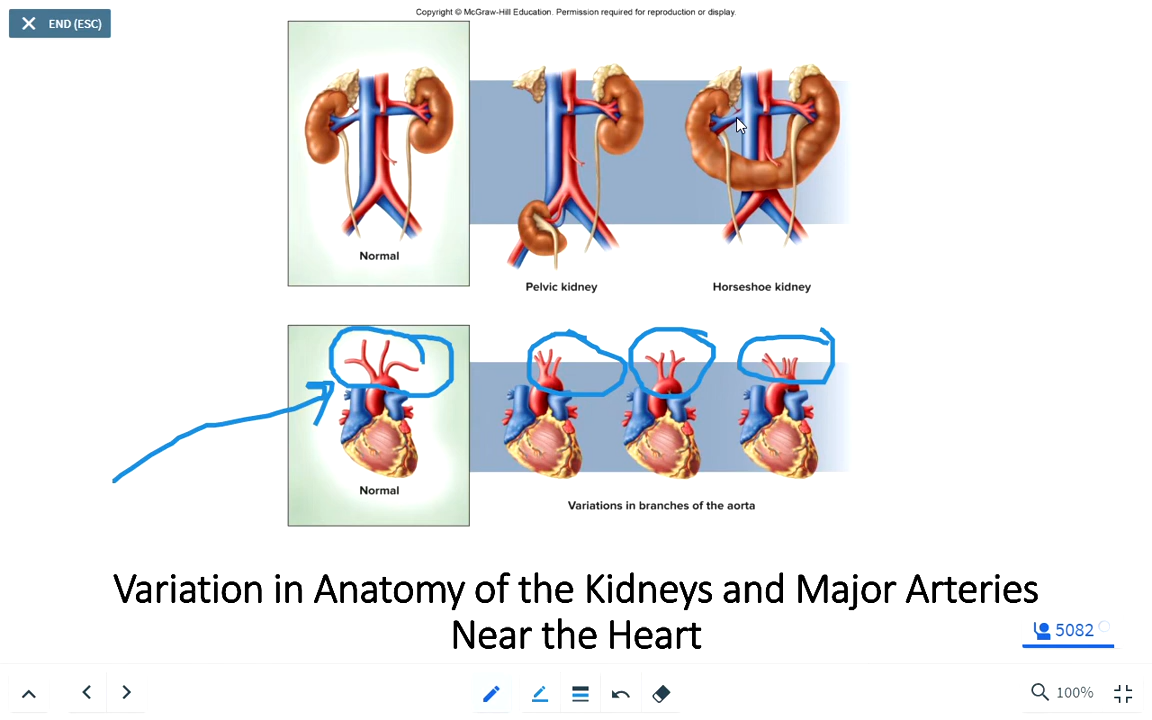 END (ESC)
Copyright © McGraw-Hill Education. Permission required for reproduction or display.
Normal
Pelvic kidney
Horseshoe kidney
Normal
Variations in branches of the aorta
Variation in Anatomy of the Kidneys and Major Arteries
Near the Heart
5082
100%